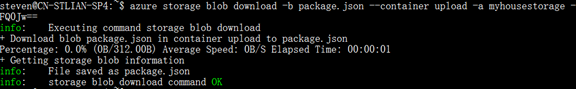 steven@CN-STLIAN-SP4:~$ azure storage blob download -b package.json --container upload -a myhousestorage -
FQOJw==
info:    Executing command storage blob download
+ Download blob package.json in container upload to package.json
Percentage: 0.0% (0B/312.00B) Average Speed: 0B/S Elapsed Time: 00:00:01
+ Getting storage blob information
info:    File saved as package.json
info:    storage blob download command OK